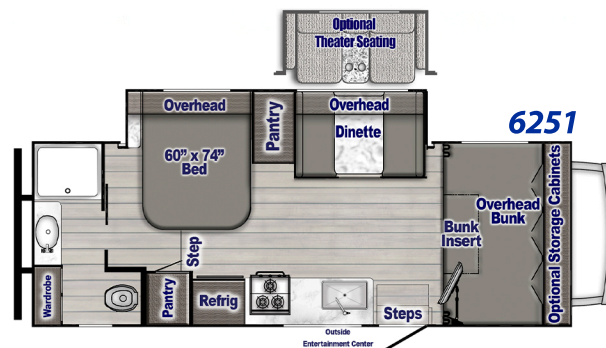 Optional
Theater Seating
6251
Overhead
Pantry
Overhead
Dinette
60” x 74”
Bed
Overhead
Bunk
Bunk
Insert
Optional Storage Cabinets
Step
Wardrobe
Pantry
Refrig
Steps
Outside
Entertainment Center